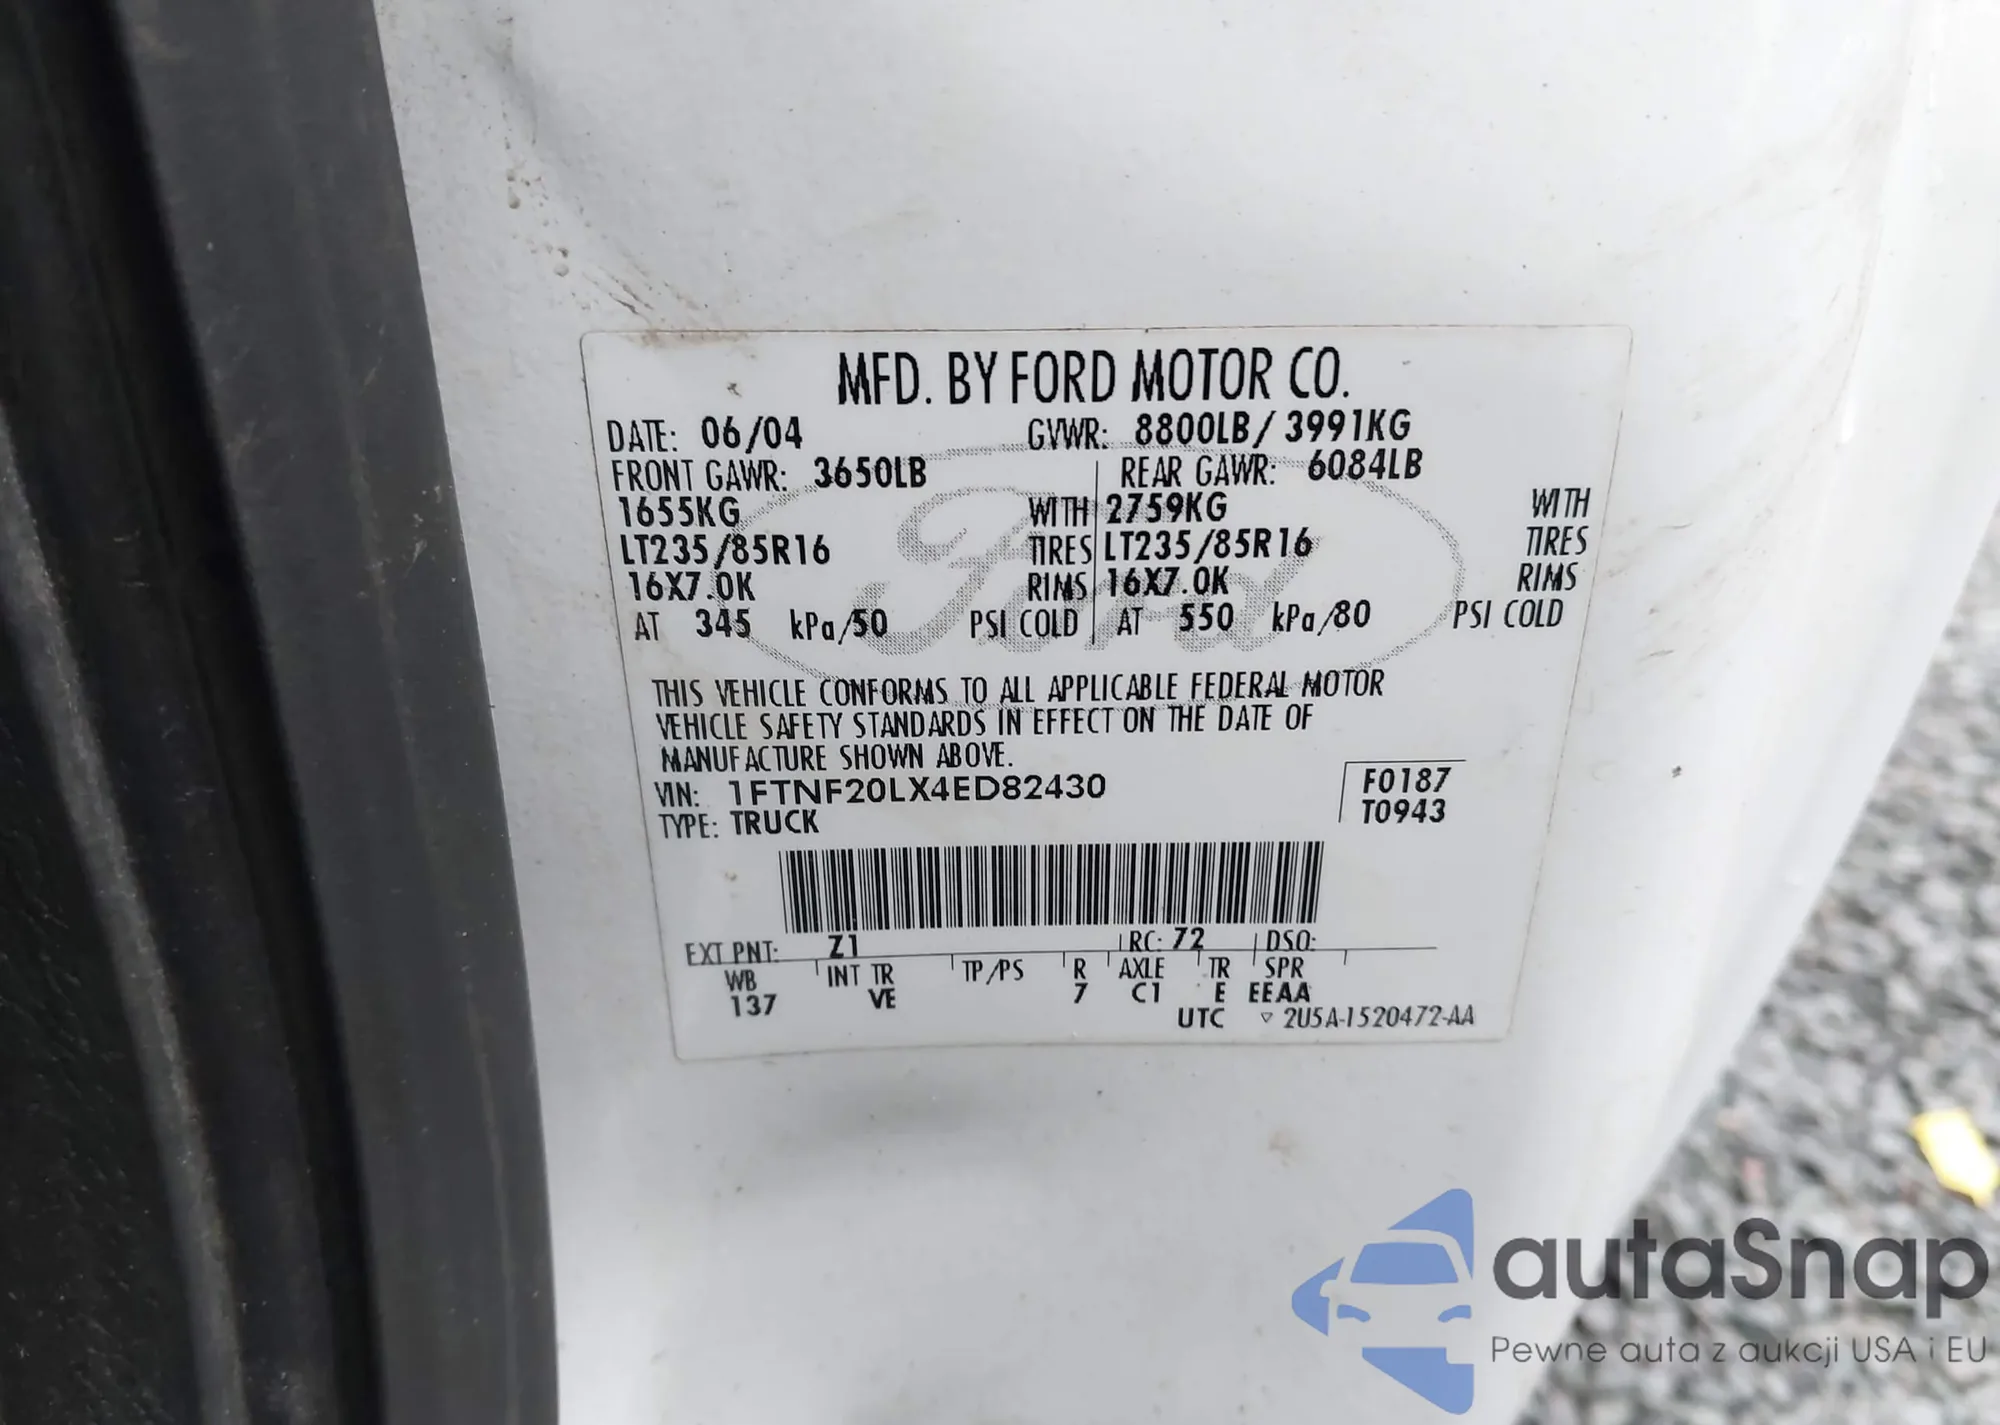 MFD. BY FORD MOTOR CO.
DATE: 06/04 GVWR: 8800LB/ 3991KG
FRONT GAWR: 3650LB REAR GAWR: 6084LB
1655KG WITH 2759KG WITH
LT235/85R16 TIRES LT235/85R16 TIRES
16X7.0K RIMS 16X7.0K RIMS
AT 345 kPa/50 PSI COLD AT 550 kPa/80 PSI COLD
Ford
THIS VEHICLE CONFORMS TO ALL APPLICABLE FEDERAL MOTOR
VEHICLE SAFETY STANDARDS IN EFFECT ON THE DATE OF
MANUFACTURE SHOWN ABOVE.
VIN: 1FTNF20LX4ED82430 F0187
TYPE: TRUCK T0943
EXT PNT: Z1 RC: 72 DSO:
WB INT TR TP/PS R AXLE TR SPR
137 VE 7 C1 E EEAA
UTC ▽ 2U5A-1520472-AA
autaSnap
Pewne auta z aukcji USA i EU